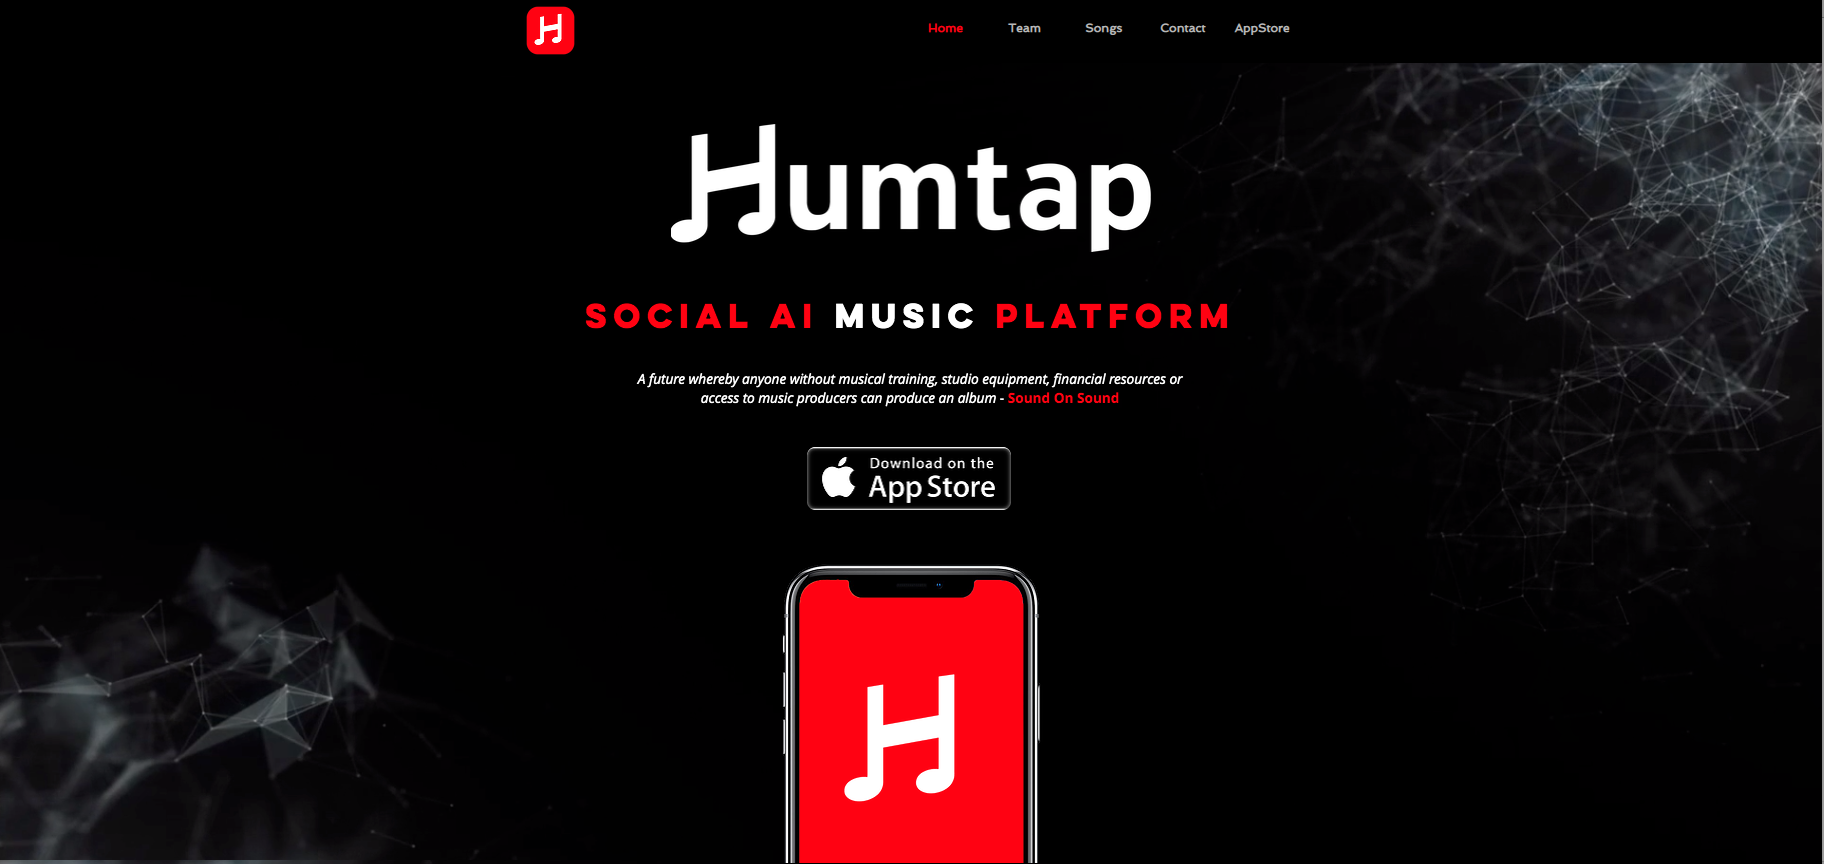 Home Team Songs Contact AppStore
Humtap
SOCIAL AI MUSIC PLATFORM
A future whereby anyone without musical training, studio equipment, financial resources or
access to music producers can produce an album - Sound On Sound
Download on the
App Store